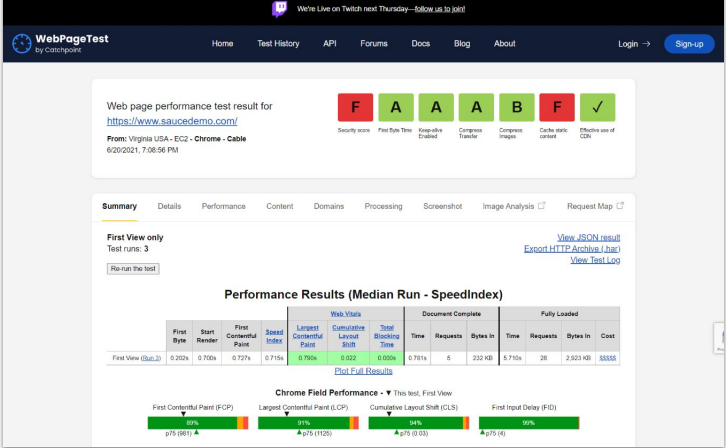 We're Live on Twitch next Thursday—follow us to join!
WebPageTest
by Catchpoint
Home Test History API Forums Docs Blog About Login → Sign-up
Web page performance test result for
https://www.saucedemo.com/
From: Virginia USA - EC2 - Chrome - Cable
6/20/2021, 7:08:56 PM
F A A A B F ✓
Security score First Byte Time Keep-alive Enabled Compress Transfer Compress Images Cache static content Effective use of CDN
Summary Details Performance Content Domains Processing Screenshot Image Analysis Request Map
First View only
Test runs: 3
Re-run the test
View JSON result
Export HTTP Archive (.har)
View Test Log
Performance Results (Median Run - SpeedIndex)
Web Vitals Document Complete Fully Loaded
First Byte Start Render First Contentful Paint Speed Index Largest Contentful Paint Cumulative Layout Shift Total Blocking Time Time Requests Bytes In Time Requests Bytes In Cost
First View (Run 3) 0.202s 0.700s 0.727s 0.715s 0.790s 0.022 0.000s 0.781s 5 232 KB 5.710s 28 2,923 KB $$$$$
Plot Full Results
Chrome Field Performance - ▼ This test, First View
First Contentful Paint (FCP) Largest Contentful Paint (LCP) Cumulative Layout Shift (CLS) First Input Delay (FID)
89% 91% 94% 99%
p75 (981) p75 (1125) p75 (0.03) p75 (4)